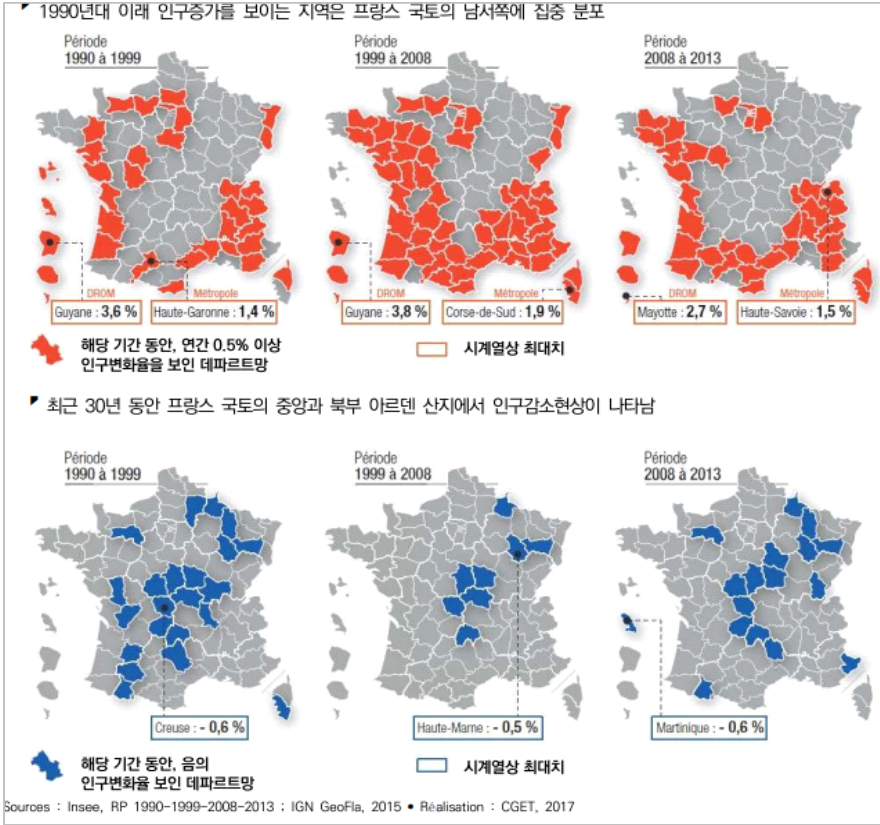 1990년대 이래 인구증가를 보이는 지역은 프랑스 국토의 남서쪽에 집중 분포
Période
1990 à 1999
Période
1999 à 2008
Période
2008 à 2013
DROM
Métropole
DROM
Métropole
DROM
Métropole
Guyane : 3,6 %
Haute-Garonne : 1,4 %
Guyane : 3,8 %
Corse-de-Sud : 1,9 %
Mayotte : 2,7 %
Haute-Savoie : 1,5 %
해당 기간 동안, 연간 0.5% 이상
인구변화율을 보인 데파르트망
시계열상 최대치
최근 30년 동안 프랑스 국토의 중앙과 북부 아르덴 산지에서 인구감소현상이 나타남
Période
1990 à 1999
Période
1999 à 2008
Période
2008 à 2013
Creuse : - 0,6 %
Haute-Marne : - 0,5 %
Martinique : - 0,6 %
해당 기간 동안, 음의
인구변화율 보인 데파르트망
시계열상 최대치
Sources : Insee, RP 1990-1999-2008-2013 ; IGN GeoFla, 2015 • Réalisation : CGET, 2017